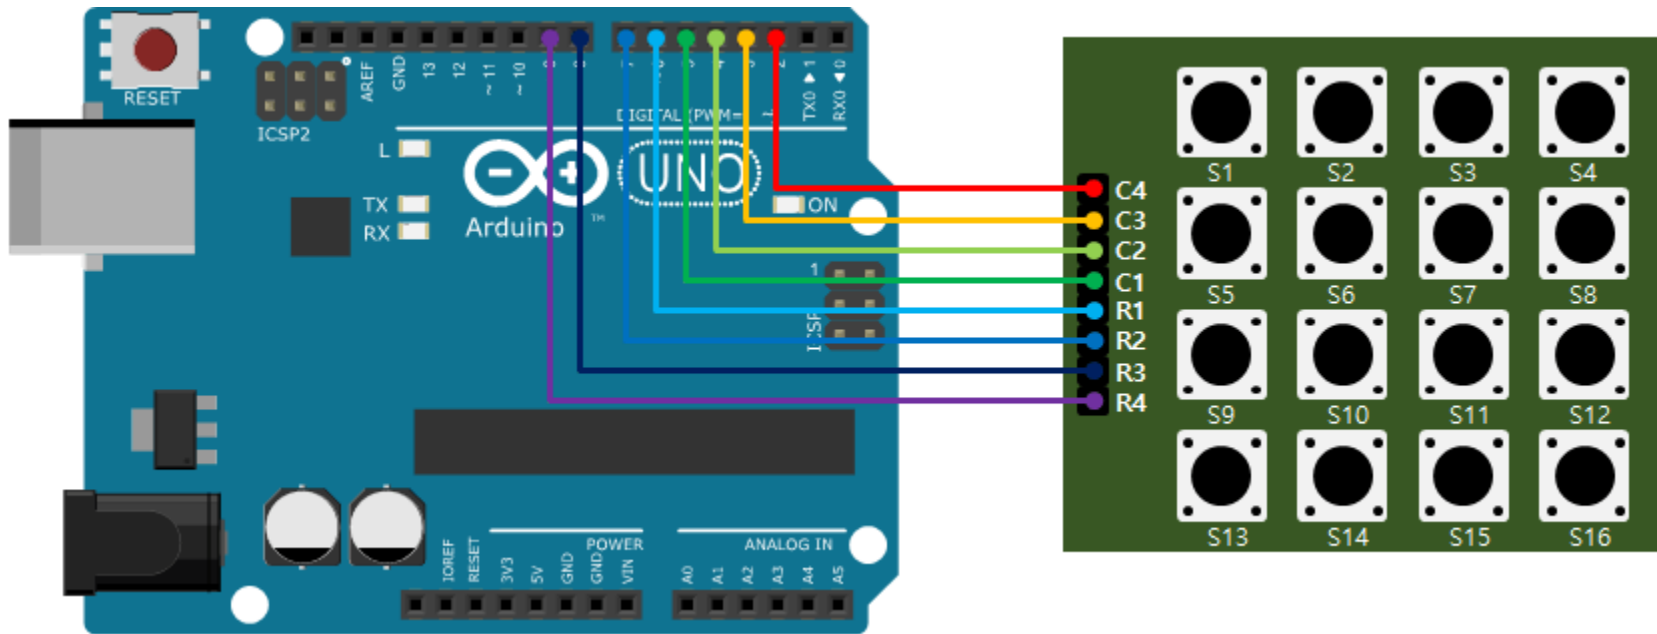 RESET
ICSP2
AREF
GND
13
12
~11
~10
TX0 ▶ 1
RX0 ◀ 0
DIGITAL (PWM=
L
TX
RX
UNO
Arduino
™
ON
1
POWER
ANALOG IN
IOREF
RESET
3V3
5V
GND
GND
VIN
A0
A1
A2
A3
A4
A5
C4
C3
C2
C1
R1
R2
R3
R4
S1 S2 S3 S4
S5 S6 S7 S8
S9 S10 S11 S12
S13 S14 S15 S16